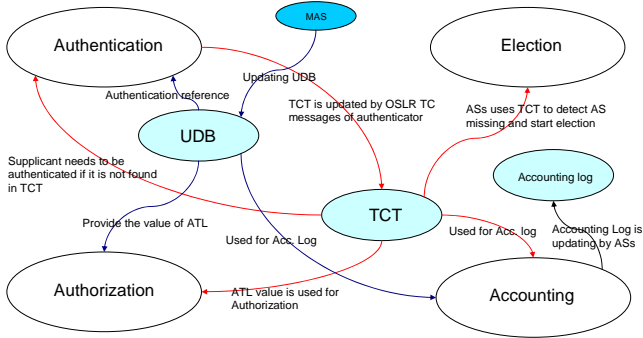 MAS
Authentication
Election
Updating UDB
Authentication reference
TCT is updated by OSLR TC
messages of authenticator
ASs uses TCT to detect AS
missing and start election
UDB
Supplicant needs to be
authenticated if it is not found
in TCT
Accounting log
TCT
Provide the value of ATL
Used for Acc. Log
Used for Acc. log
Accounting Log is
updating by ASs
Authorization
ATL value is used for
Authorization
Accounting